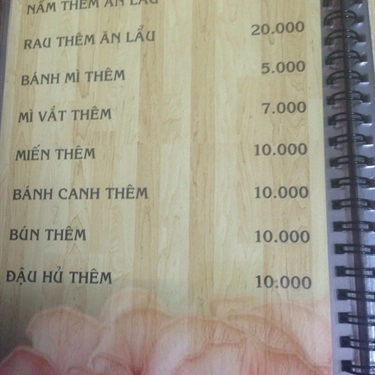 NẤM THÊM ĂN LẨU
RAU THÊM ĂN LẨU 20.000
BÁNH MÌ THÊM 5.000
MÌ VẮT THÊM 7.000
MIẾN THÊM 10.000
BÁNH CANH THÊM 10.000
BÚN THÊM 10.000
ĐẬU HỦ THÊM 10.000